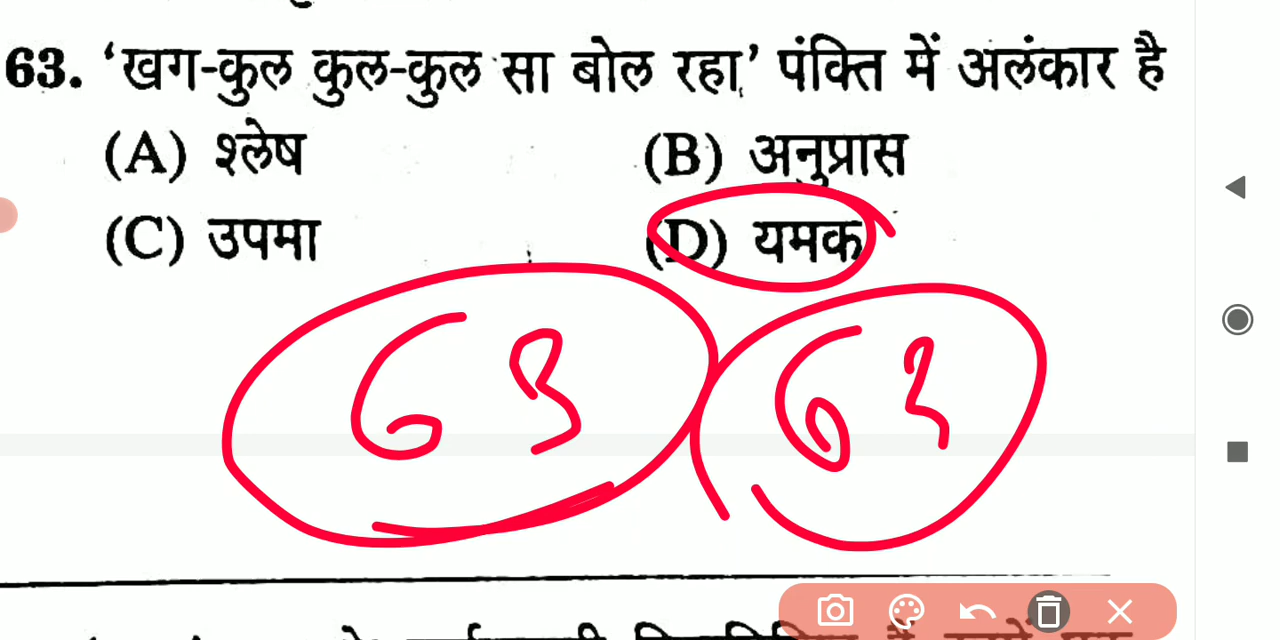 63. ‘खग-कुल कुल-कुल सा बोल रहा,’ पंक्ति में अलंकार है
(A) श्लेष (B) अनुप्रास
(C) उपमा (D) यमक
63 63